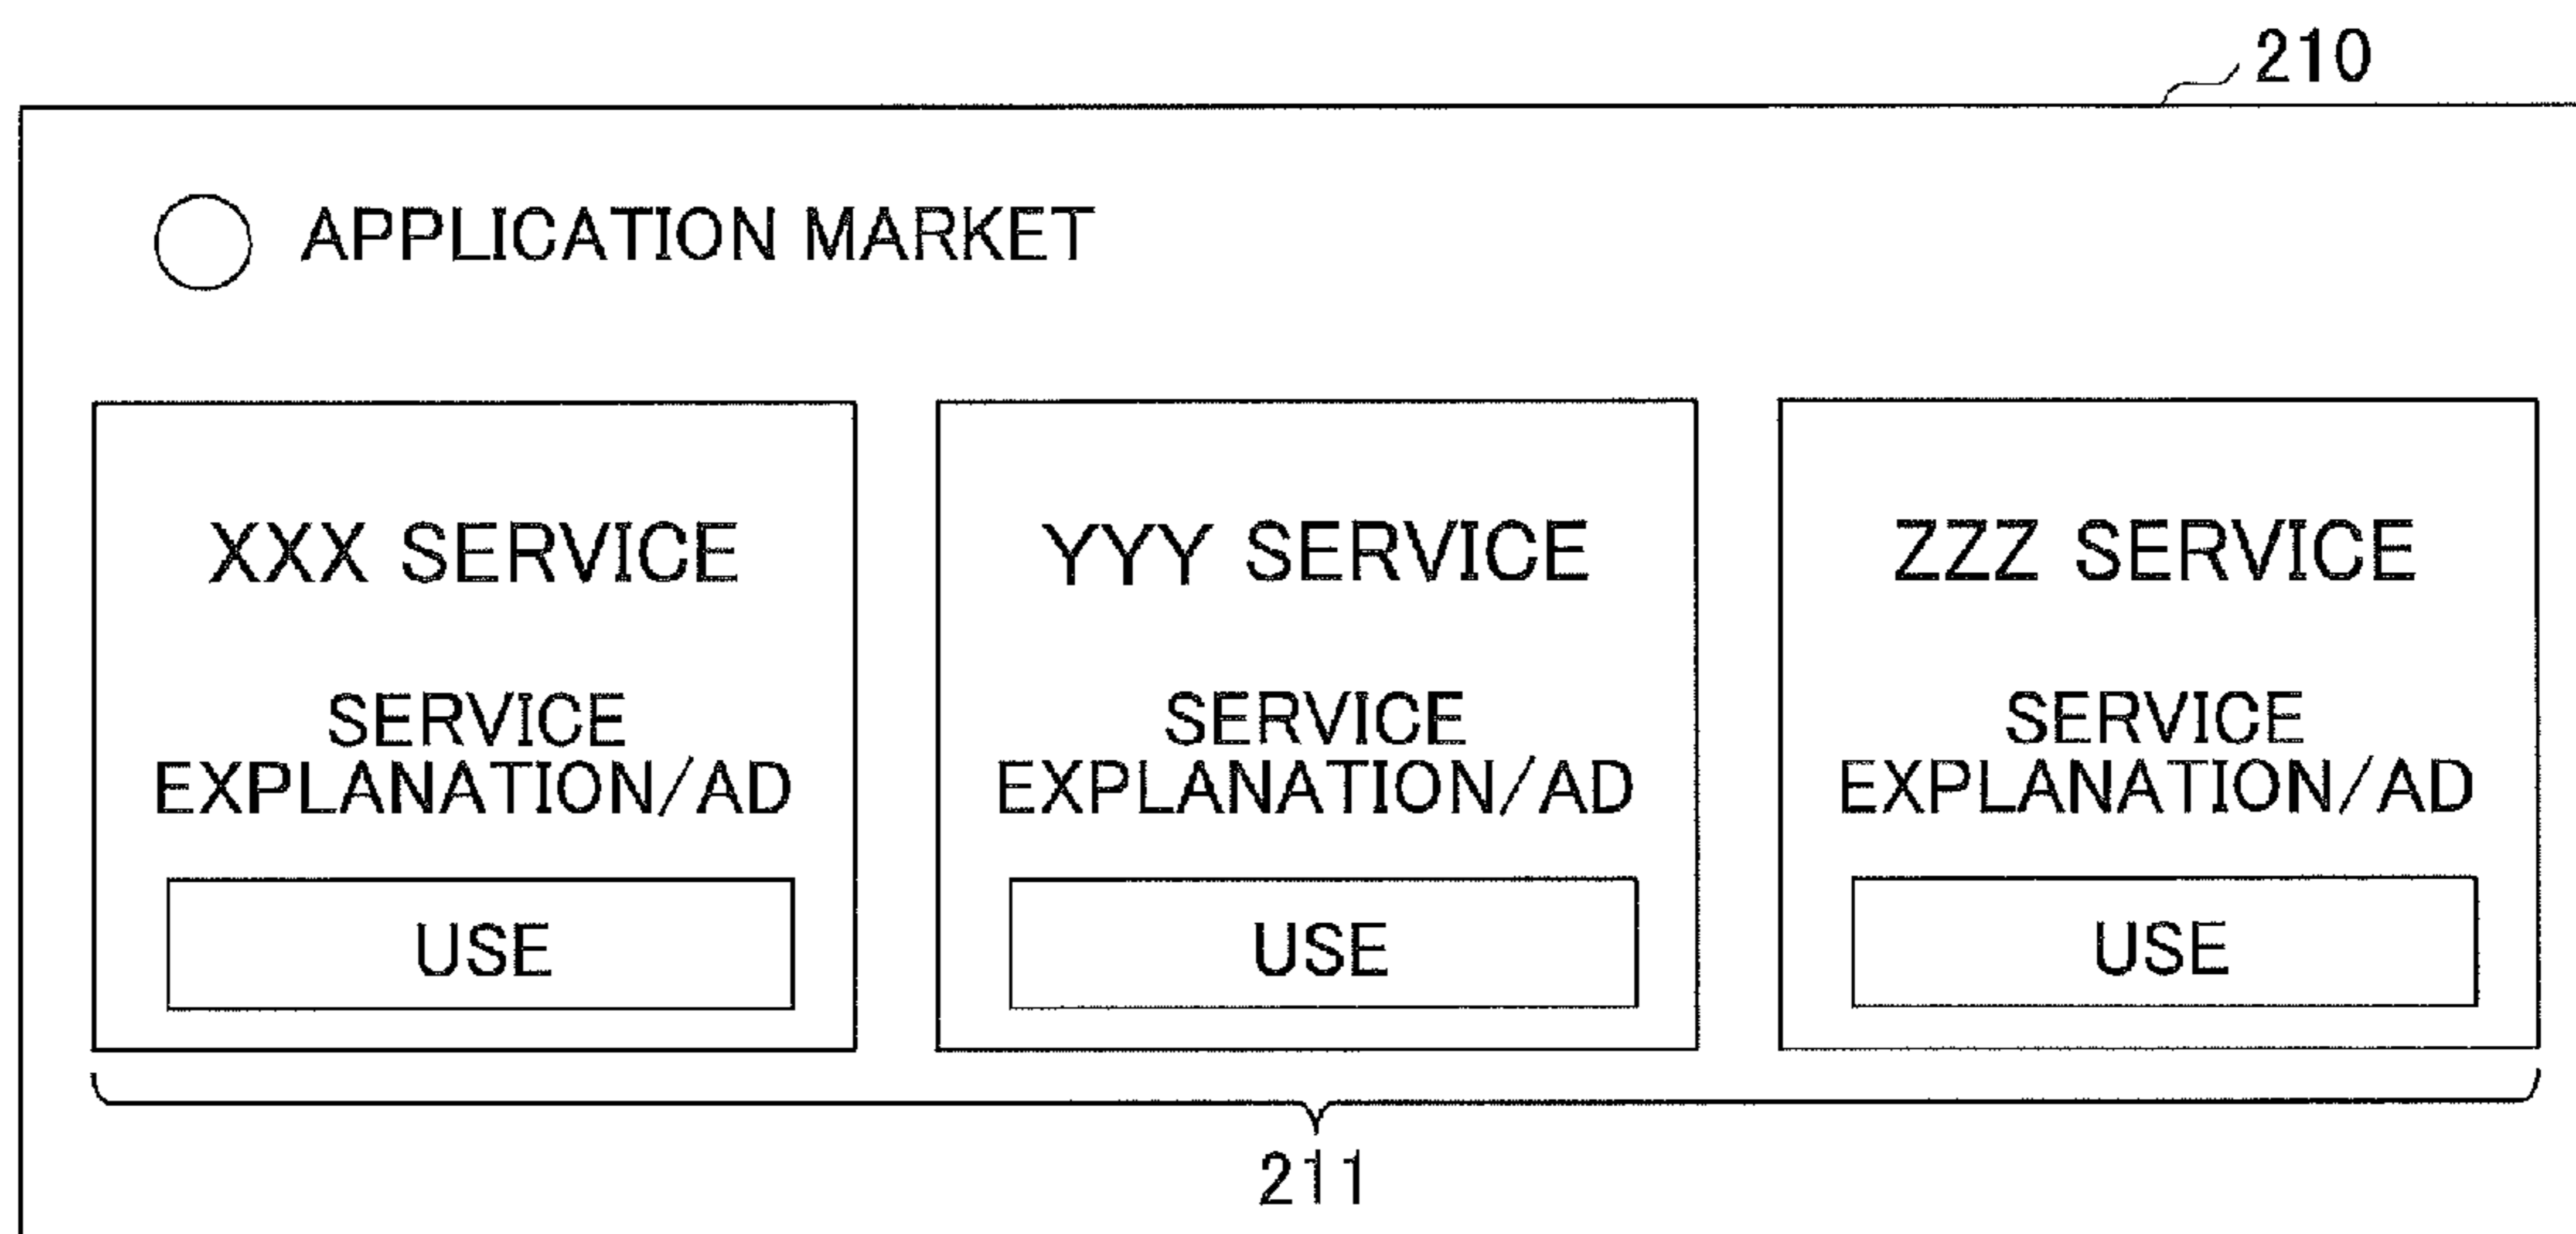 210
APPLICATION MARKET
XXX SERVICE
SERVICE
EXPLANATION/AD
USE
YYY SERVICE
SERVICE
EXPLANATION/AD
USE
ZZZ SERVICE
SERVICE
EXPLANATION/AD
USE
211